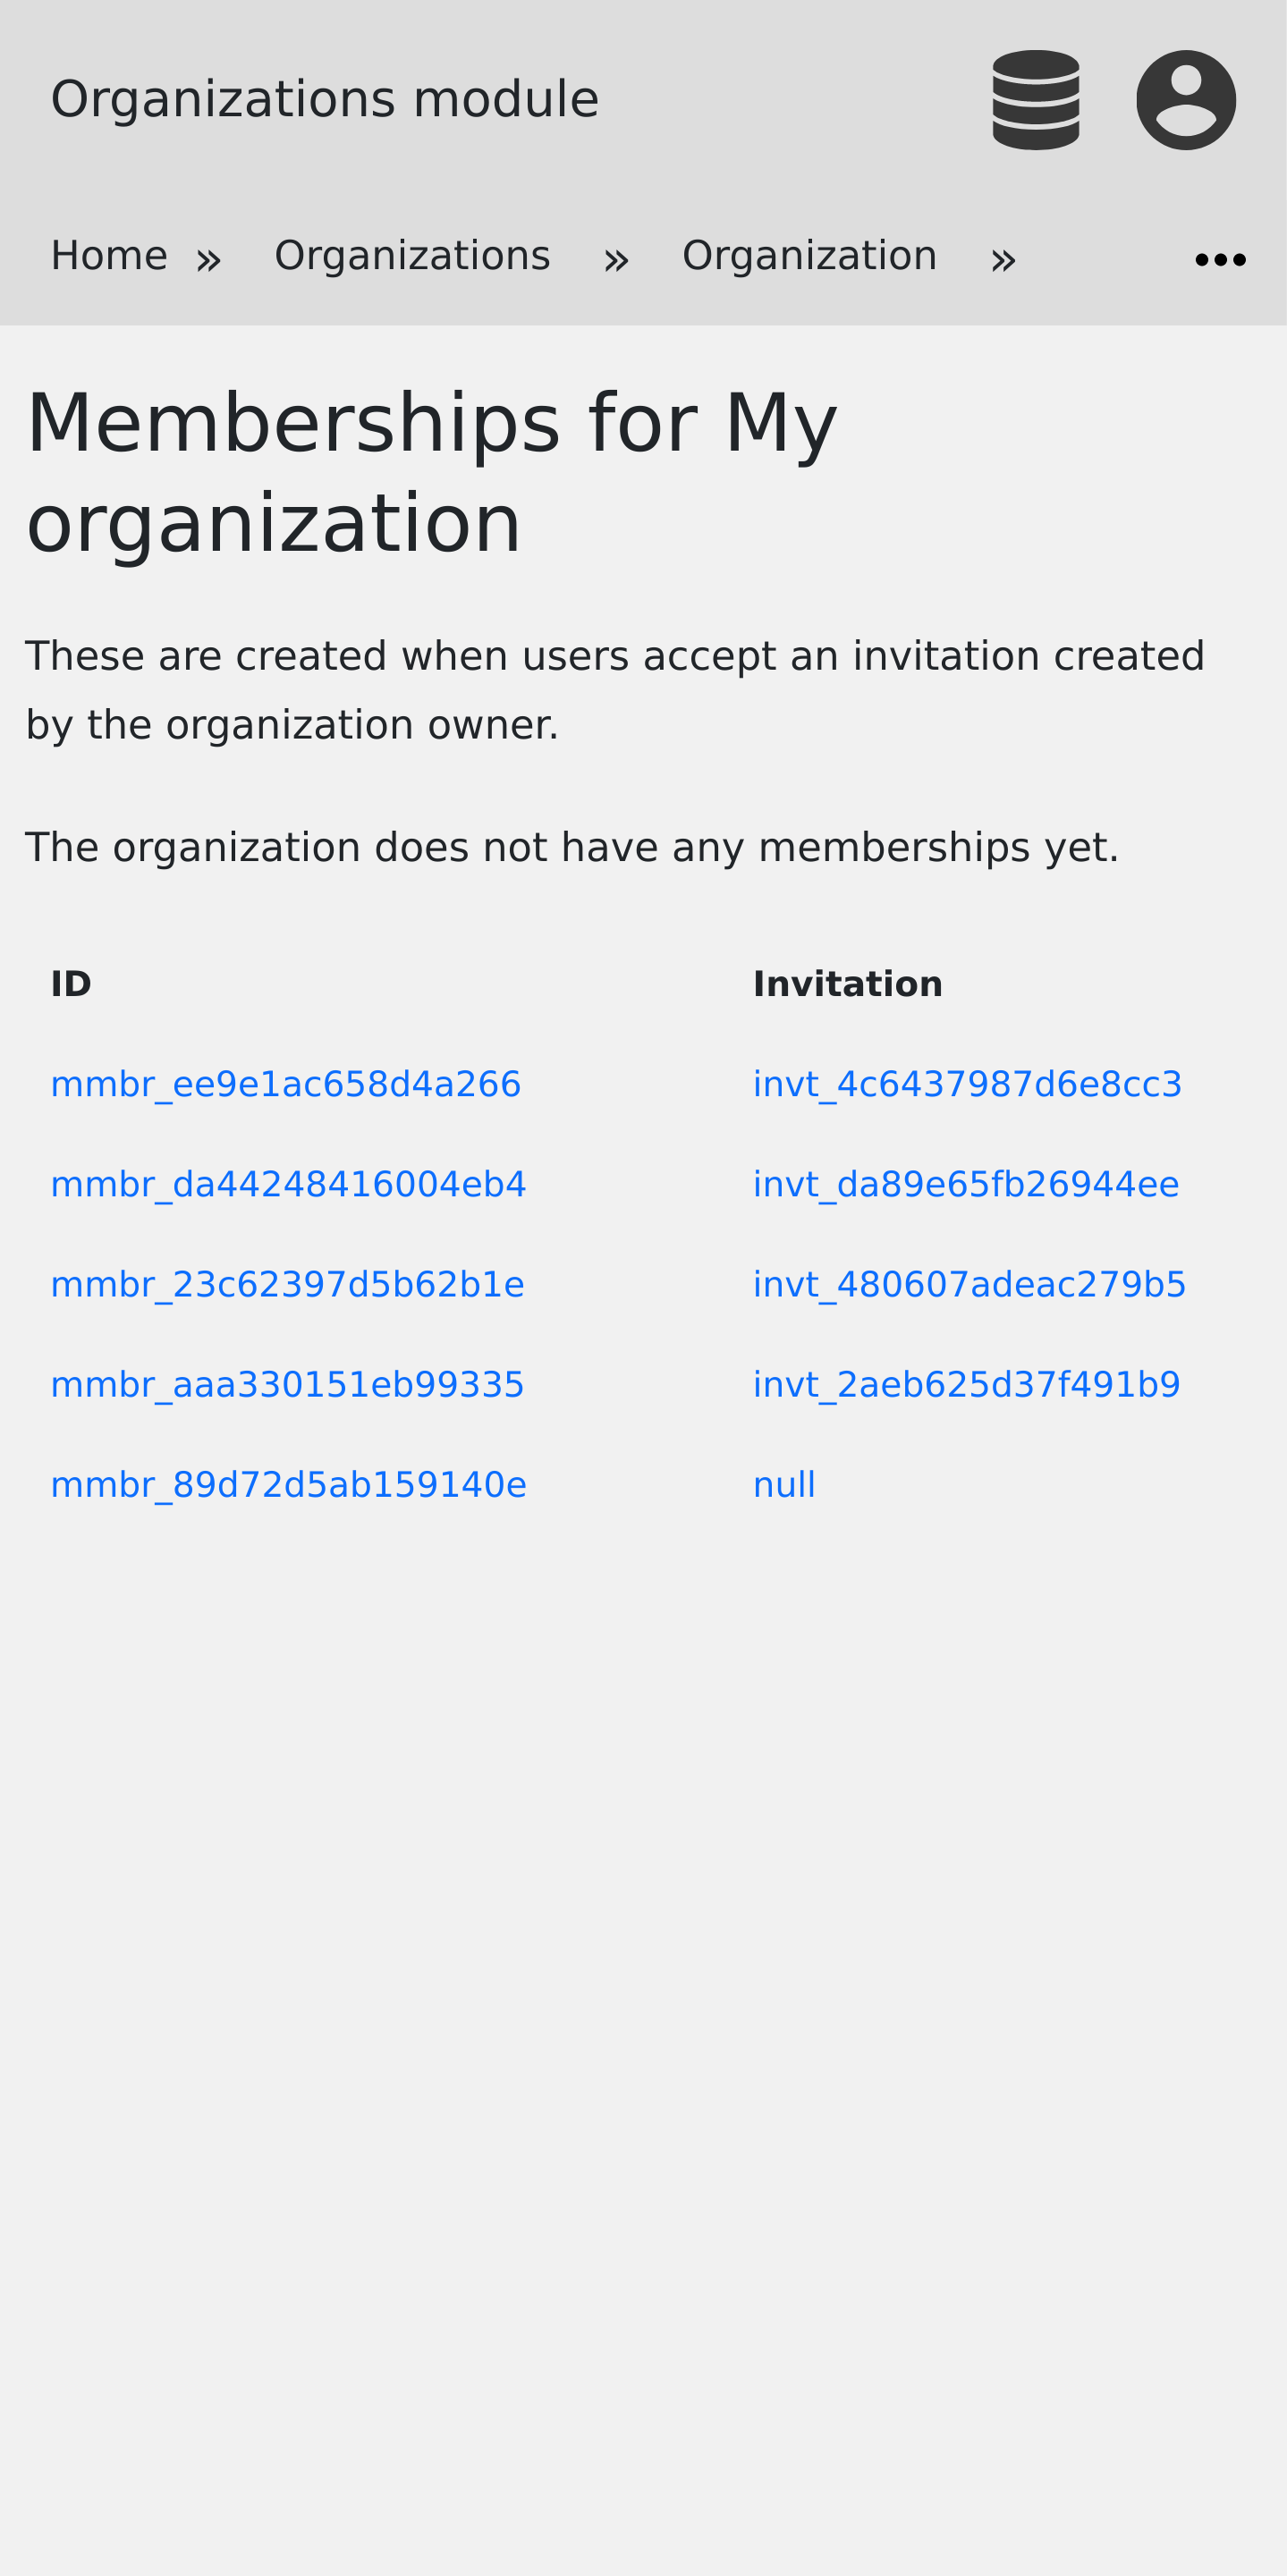 Organizations module
Home » Organizations » Organization » •••
Memberships for My
organization
These are created when users accept an invitation created
by the organization owner.
The organization does not have any memberships yet.
ID Invitation
mmbr_ee9e1ac658d4a266 invt_4c6437987d6e8cc3
mmbr_da44248416004eb4 invt_da89e65fb26944ee
mmbr_23c62397d5b62b1e invt_480607adeac279b5
mmbr_aaa330151eb99335 invt_2aeb625d37f491b9
mmbr_89d72d5ab159140e null